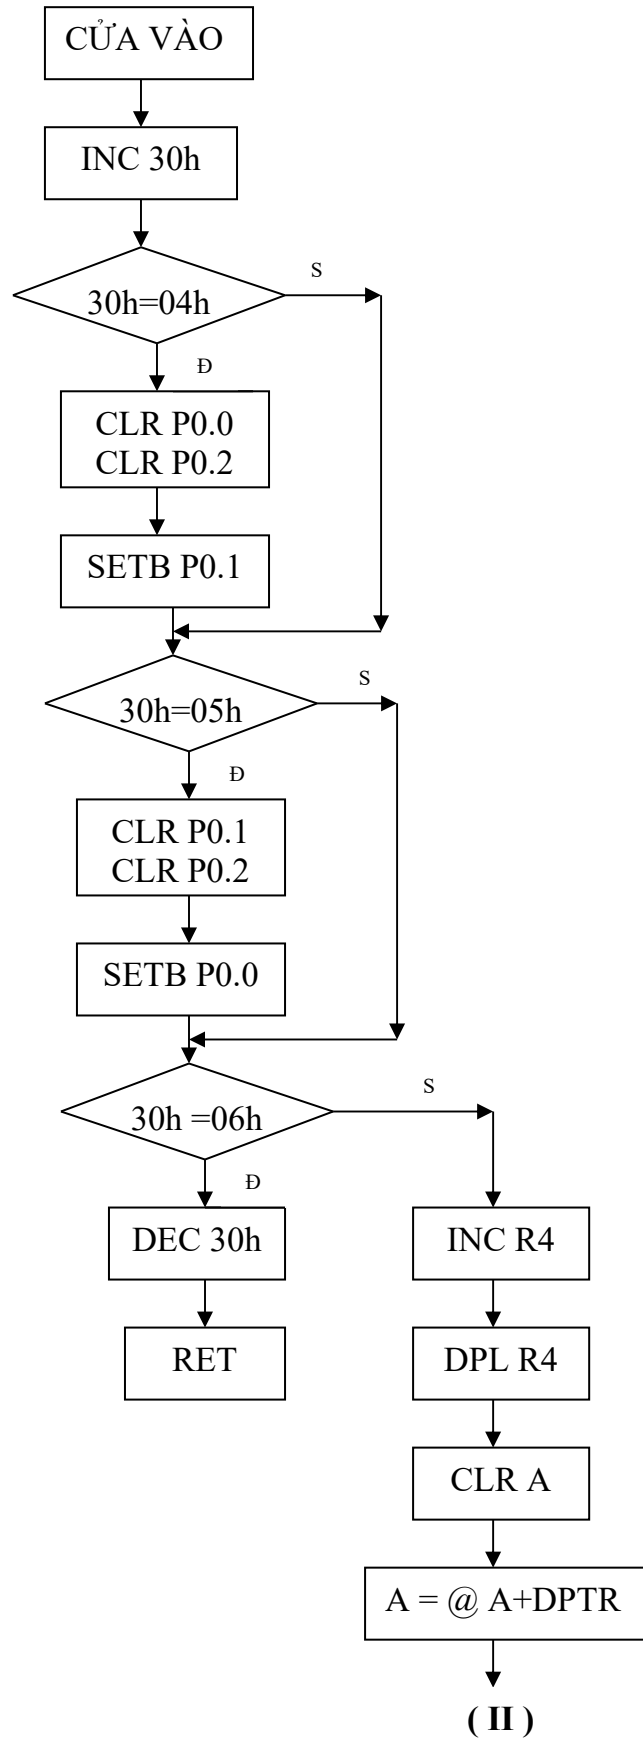 CỬA VÀO
INC 30h
30h=04h
S
Đ
CLR P0.0
CLR P0.2
SETB P0.1
30h=05h
S
Đ
CLR P0.1
CLR P0.2
SETB P0.0
30h =06h
S
Đ
DEC 30h
INC R4
RET
DPL R4
CLR A
A = @ A+DPTR
( II )